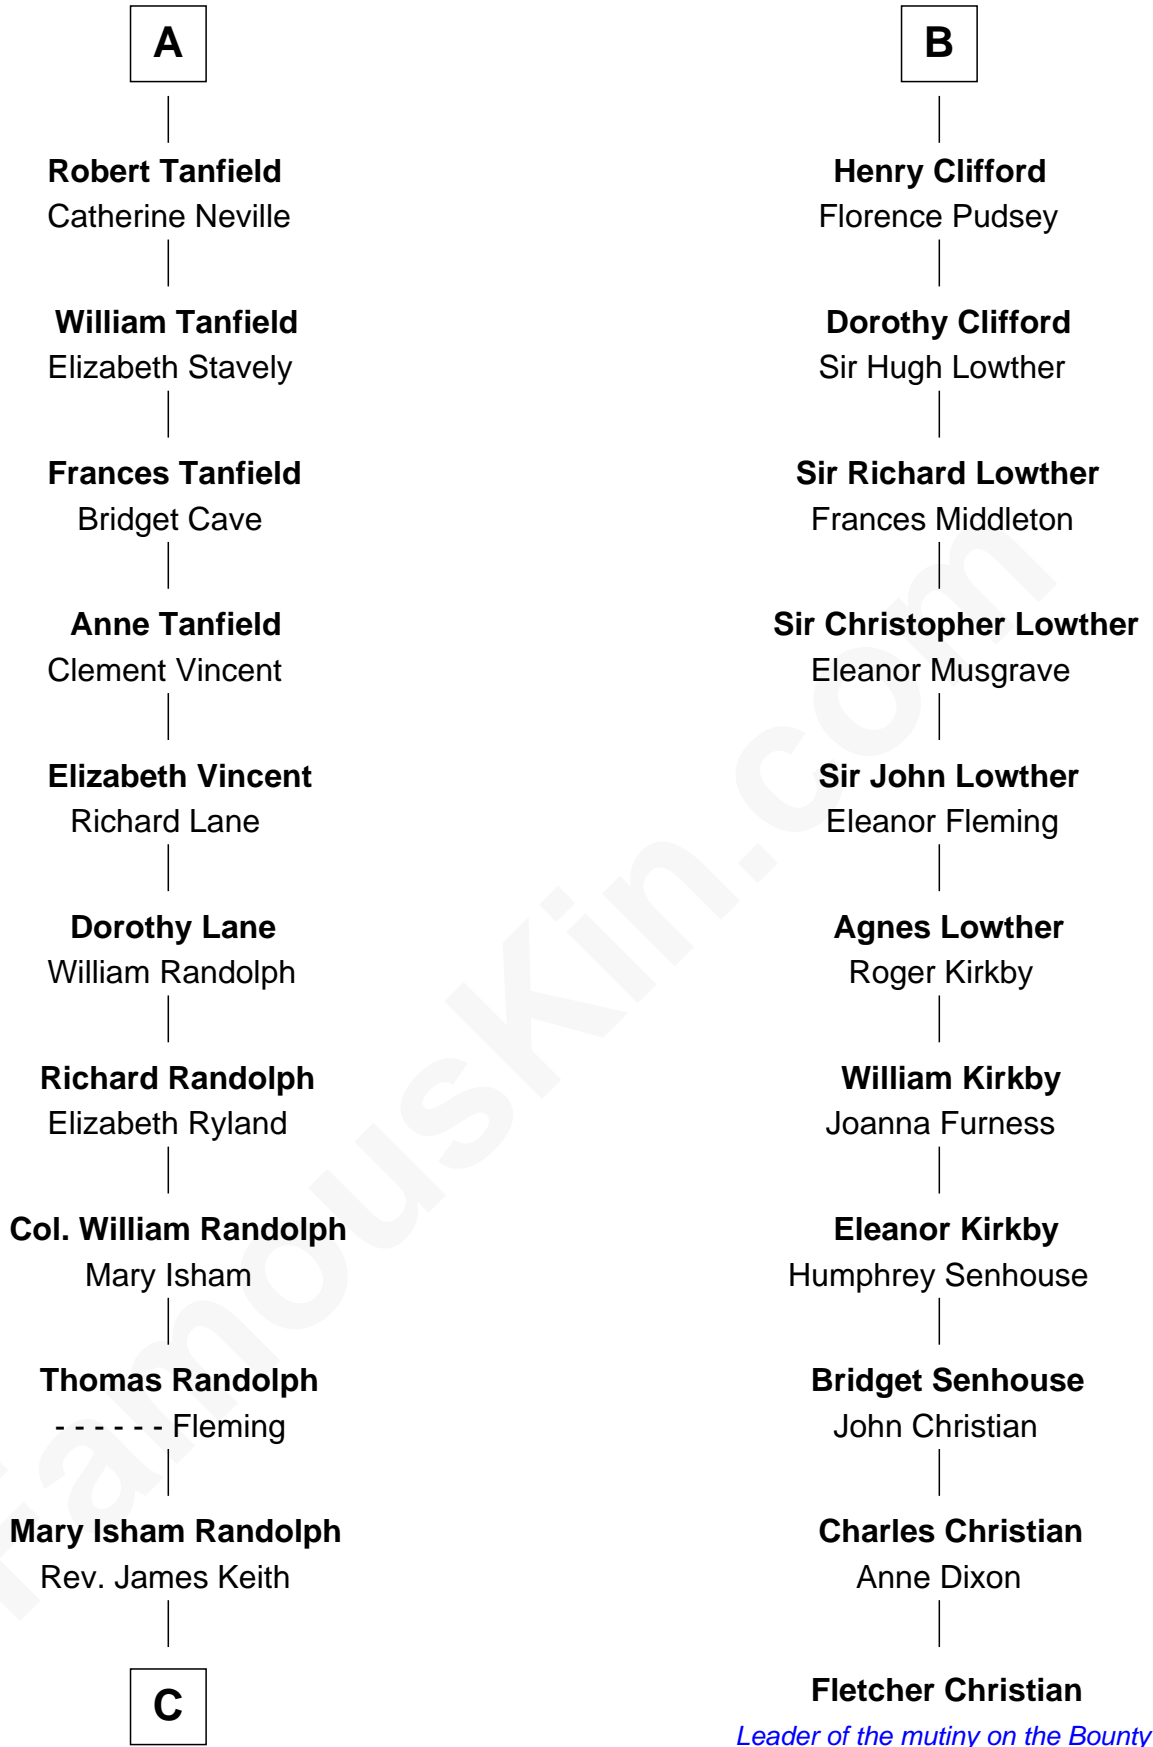 A
Robert Tanfield
Catherine Neville
William Tanfield
Elizabeth Stavely
Frances Tanfield
Bridget Cave
Anne Tanfield
Clement Vincent
Elizabeth Vincent
Richard Lane
Dorothy Lane
William Randolph
Richard Randolph
Elizabeth Ryland
Col. William Randolph
Mary Isham
Thomas Randolph
- - - - - - Fleming
Mary Isham Randolph
Rev. James Keith
C
B
Henry Clifford
Florence Pudsey
Dorothy Clifford
Sir Hugh Lowther
Sir Richard Lowther
Frances Middleton
Sir Christopher Lowther
Eleanor Musgrave
Sir John Lowther
Eleanor Fleming
Agnes Lowther
Roger Kirkby
William Kirkby
Joanna Furness
Eleanor Kirkby
Humphrey Senhouse
Bridget Senhouse
John Christian
Charles Christian
Anne Dixon
Fletcher Christian
Leader of the mutiny on the Bounty
FamousKin.com